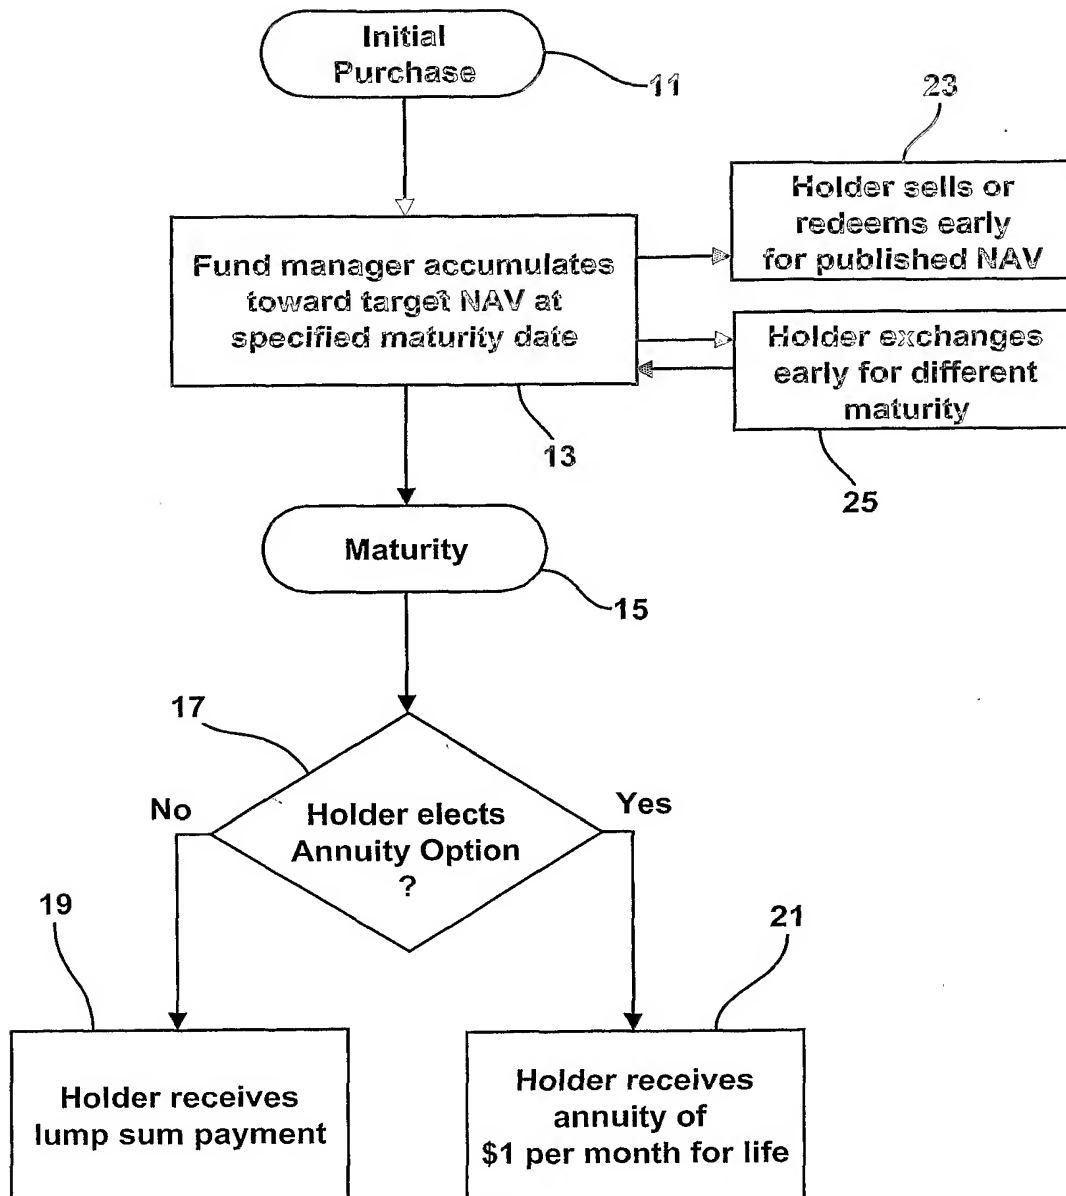 Initial
Purchase
11
23
Holder sells or
redeems early
for published NAV
Fund manager accumulates
toward target NAV at
specified maturity date
Holder exchanges
early for different
maturity
13
25
Maturity
15
17
No
Yes
Holder elects
Annuity Option
?
19
21
Holder receives
lump sum payment
Holder receives
annuity of
$1 per month for life